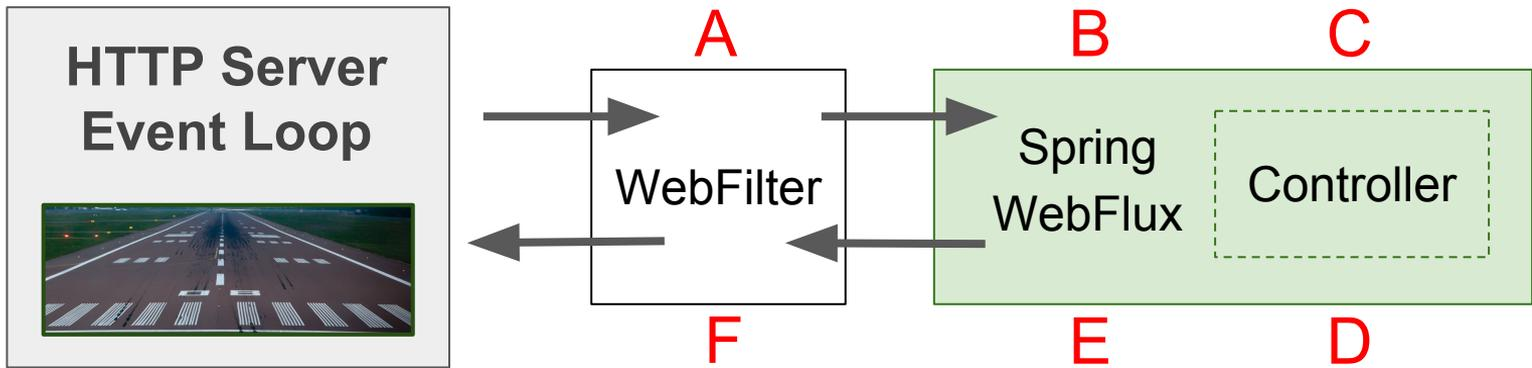 HTTP Server
Event Loop
A
B
C
WebFilter
Spring
WebFlux
Controller
F
E
D